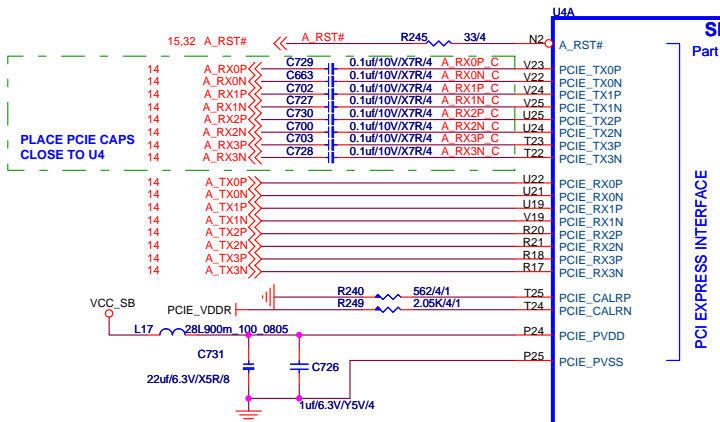 U4A
SI
15,32 A_RST# A_RST# R245 33/4 N2 A_RST# Part
14 A_RX0P C729 0.1uf/10V/X7R/4 A_RX0P_C V23 PCIE_TX0P
14 A_RX0N C663 0.1uf/10V/X7R/4 A_RX0N_C V22 PCIE_TX0N
14 A_RX1P C702 0.1uf/10V/X7R/4 A_RX1P_C V24 PCIE_TX1P
14 A_RX1N C727 0.1uf/10V/X7R/4 A_RX1N_C V25 PCIE_TX1N
14 A_RX2P C730 0.1uf/10V/X7R/4 A_RX2P_C U25 PCIE_TX2P
14 A_RX2N C700 0.1uf/10V/X7R/4 A_RX2N_C U24 PCIE_TX2N
14 A_RX3P C703 0.1uf/10V/X7R/4 A_RX3P_C T23 PCIE_TX3P
14 A_RX3N C728 0.1uf/10V/X7R/4 A_RX3N_C T22 PCIE_TX3N
PLACE PCIE CAPS
CLOSE TO U4
14 A_TX0P U22 PCIE_RX0P
14 A_TX0N U21 PCIE_RX0N
14 A_TX1P U19 PCIE_RX1P
14 A_TX1N V19 PCIE_RX1N
14 A_TX2P R20 PCIE_RX2P
14 A_TX2N R21 PCIE_RX2N
14 A_TX3P R18 PCIE_RX3P
14 A_TX3N R17 PCIE_RX3N
PCI EXPRESS INTERFACE
R240 562/4/1 T25 PCIE_CALRP
PCIE_VDDR R249 2.05K/4/1 T24 PCIE_CALRN
VCC_SB
L17 28L900m_100_0805 P24 PCIE_PVDD
C731
22uf/6.3V/X5R/8
C726
1uf/6.3V/Y5V/4
P25 PCIE_PVSS